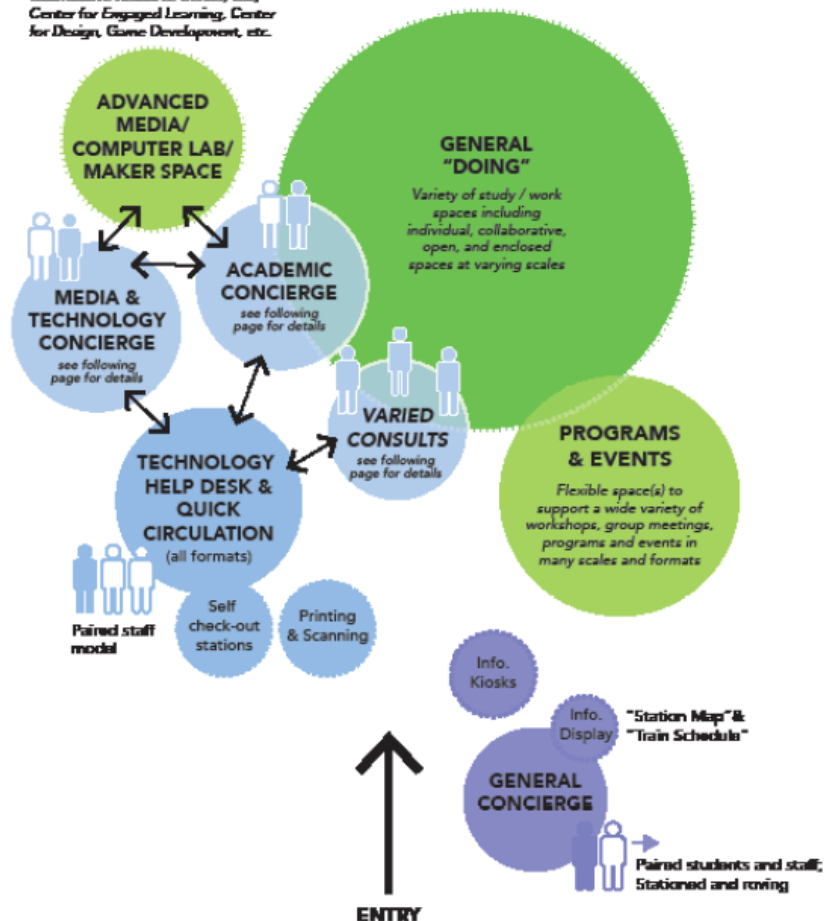 Center for Engaged Learning, Center
for Design, Game Development, etc.
ADVANCED
MEDIA/
COMPUTER LAB/
MAKER SPACE
GENERAL
"DOING"
Variety of study / work
spaces including
individual, collaborative,
open, and enclosed
spaces at varying scales
ACADEMIC
CONCIERGE
see following
page for details
MEDIA &
TECHNOLOGY
CONCIERGE
see following
page for details
VARIED
CONSULTS
see following
page for details
PROGRAMS
& EVENTS
Flexible space(s) to
support a wide variety of
workshops, group meetings,
programs and events in
many scales and formats
TECHNOLOGY
HELP DESK &
QUICK
CIRCULATION
(all formats)
Paired staff
model
Self
check-out
stations
Printing
& Scanning
Info.
Kiosks
Info.
Display
"Station Map" &
"Train Schedule"
GENERAL
CONCIERGE
Paired students and staff;
Stationed and roving
ENTRY